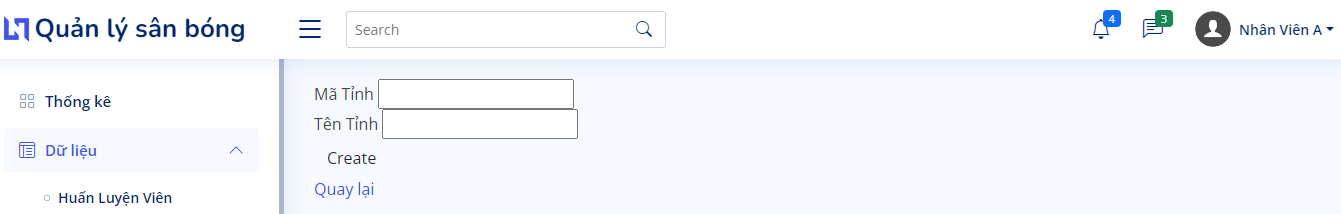 Quản lý sân bóng
Search
4
3
Nhân Viên A
Thống kê
Dữ liệu
Huấn Luyện Viên
Mã Tỉnh
Tên Tỉnh
Create
Quay lại